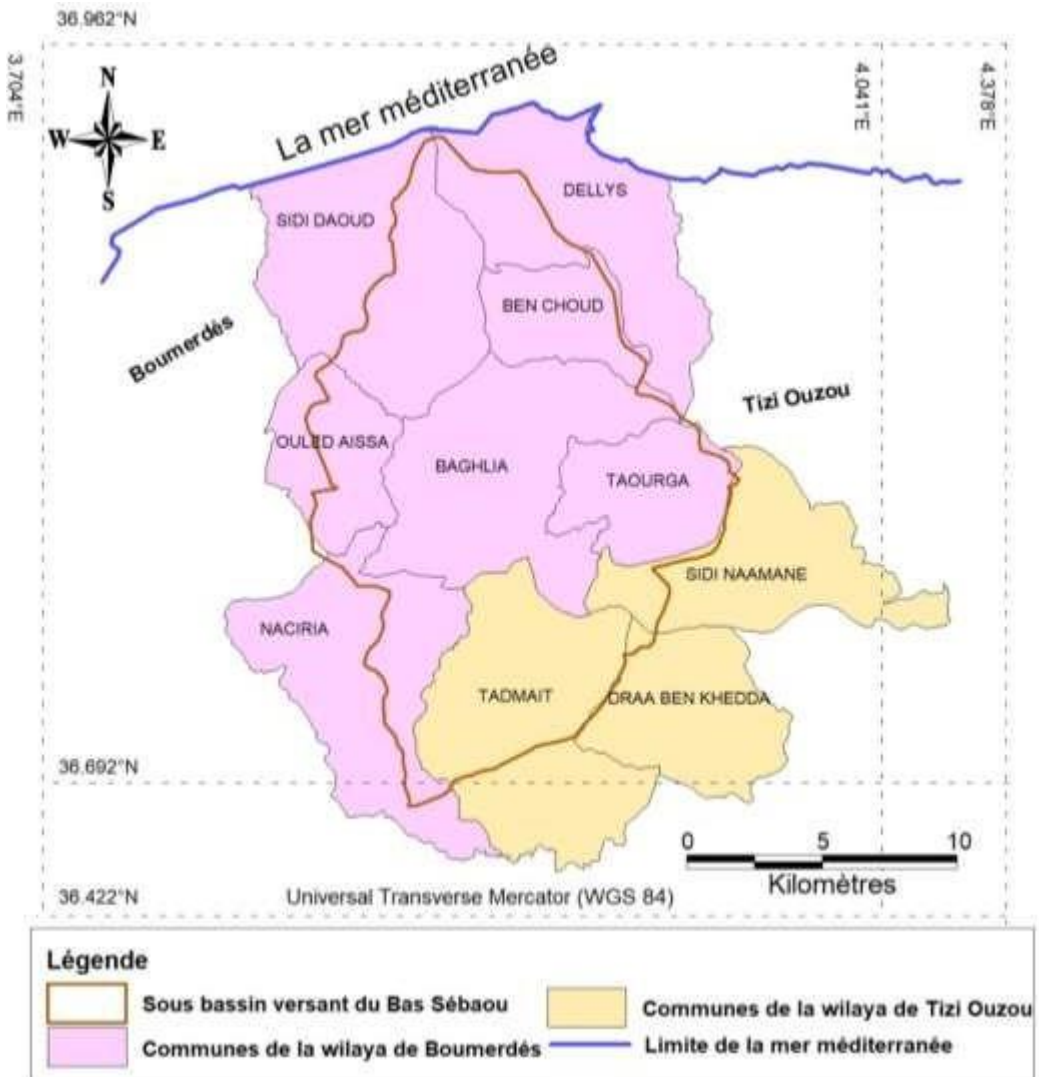 36.962°N
3.704°E
4.041°E
4.378°E
N
W E
S
La mer méditerranée
DELLYS
SIDI DAOUD
BEN CHOUD
Boumerdés
Tizi Ouzou
OULED AISSA
BAGHLIA
TAOURGA
SIDI NAAMANE
NACIRIA
TADMAIT
DRAA BEN KHEDDA
36.692°N
0 5 10
Kilomètres
36.422°N
Universal Transverse Mercator (WGS 84)
Légende
Sous bassin versant du Bas Sébaou
Communes de la wilaya de Tizi Ouzou
Communes de la wilaya de Boumerdés
Limite de la mer méditerranée